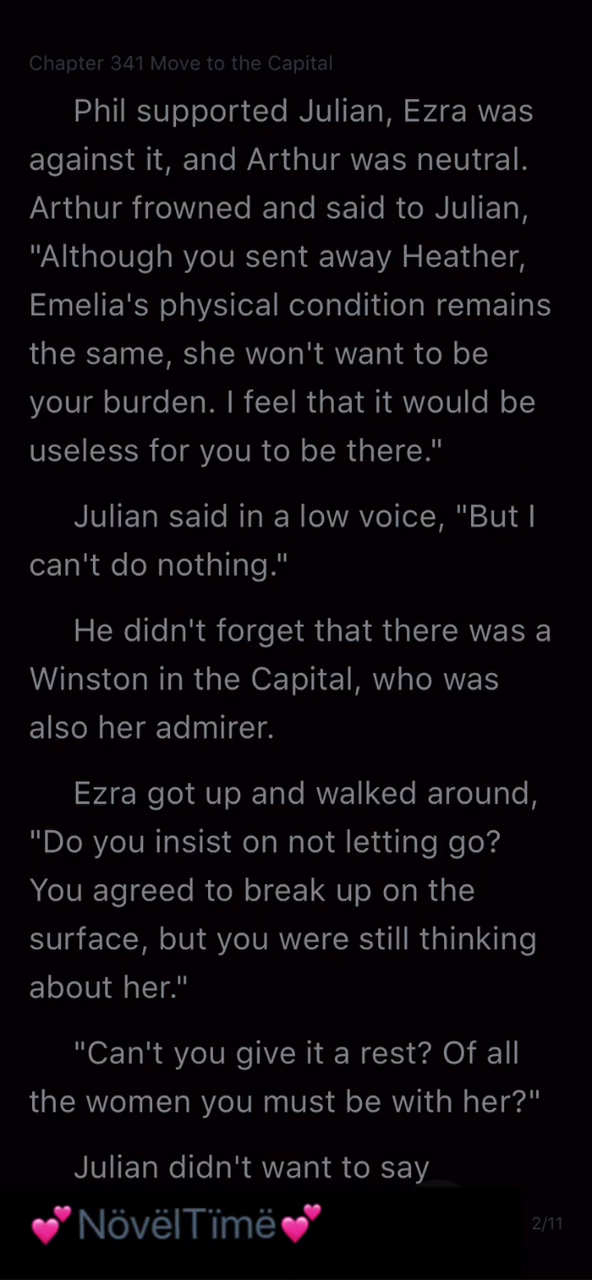 Chapter 341 Move to the Capital
Phil supported Julian, Ezra was
against it, and Arthur was neutral.
Arthur frowned and said to Julian,
"Although you sent away Heather,
Emelia's physical condition remains
the same, she won't want to be
your burden. I feel that it would be
useless for you to be there."
Julian said in a low voice, "But I
can't do nothing."
He didn't forget that there was a
Winston in the Capital, who was
also her admirer.
Ezra got up and walked around,
"Do you insist on not letting go?
You agreed to break up on the
surface, but you were still thinking
about her."
"Can't you give it a rest? Of all
the women you must be with her?"
Julian didn't want to say
💕NövëlTïmë💕
2/11